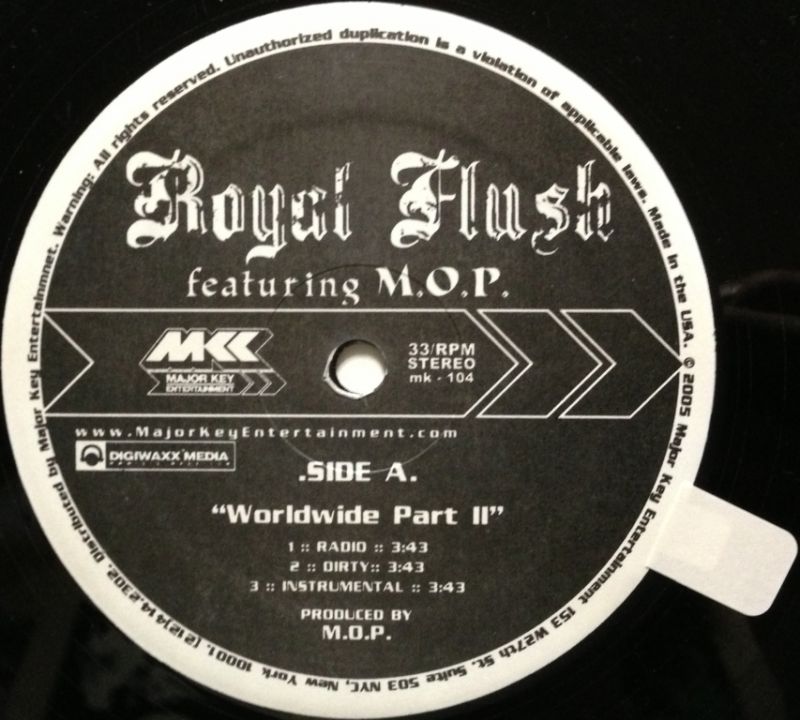 Royal Flush
featuring M.O.P.
MK
MAJOR KEY
ENTERTAINMENT
33/RPM
STEREO
mk - 104
www.MajorKeyEntertainment.com
DIGIWAXX MEDIA
.SIDE A.
“Worldwide Part II”
1 :: RADIO :: 3:43
2 :: DIRTY:: 3:43
3 :: INSTRUMENTAL :: 3:43
PRODUCED BY
M.O.P.
Distributed by Major Key Entertainmnet. Warning: All rights reserved. Unauthorized duplication is a violation of applicable laws. Made in the USA. © 2005 Major Key Entertainment 153 W27th St. Suite 503 NYC, New York 10001. (212)414.2302.